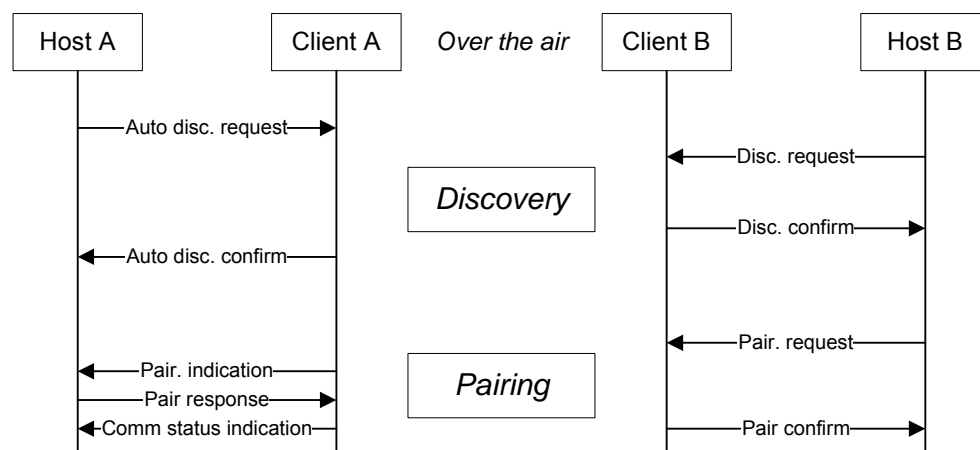 Host A
Client A
Over the air
Client B
Host B
Auto disc. request
Disc. request
Discovery
Disc. confirm
Auto disc. confirm
Pair. request
Pair. indication
Pairing
Pair response
Comm status indication
Pair confirm